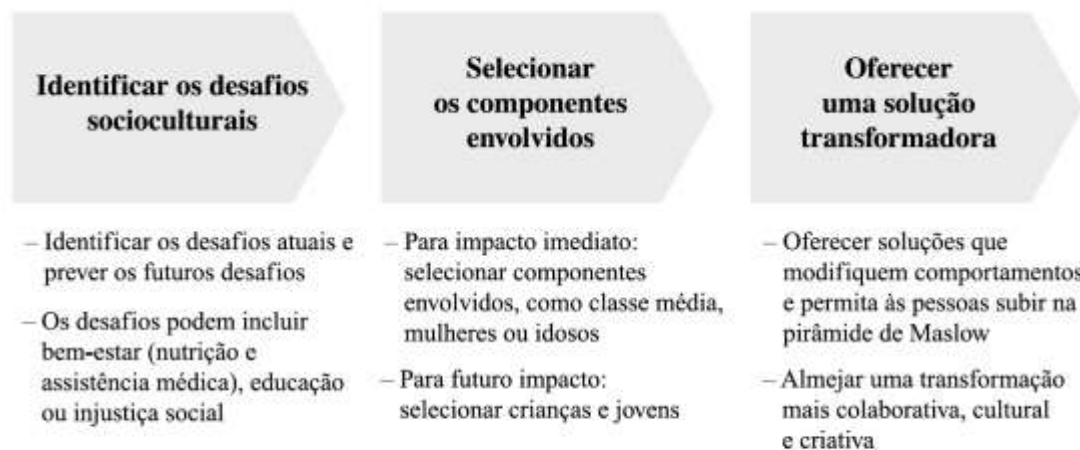 Identificar os desafios
socioculturais
– Identificar os desafios atuais e
prever os futuros desafios
– Os desafios podem incluir
bem-estar (nutrição e
assistência médica), educação
ou injustiça social
Selecionar
os componentes
envolvidos
– Para impacto imediato:
selecionar componentes
envolvidos, como classe média,
mulheres ou idosos
– Para futuro impacto:
selecionar crianças e jovens
Oferecer
uma solução
transformadora
– Oferecer soluções que
modifiquem comportamentos
e permita às pessoas subir na
pirâmide de Maslow
– Almejar uma transformação
mais colaborativa, cultural
e criativa